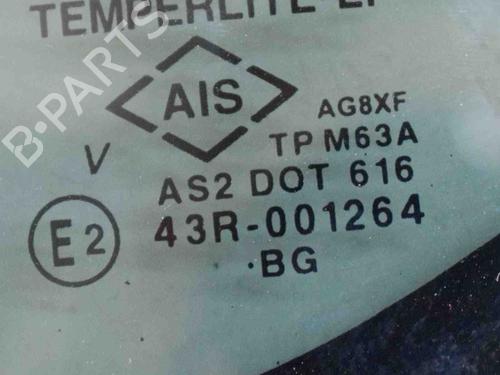 TEMPERLITE
AIS
AG8XF
V
TP M63A
AS2 DOT 616
E2
43R-001264
·BG
B-PARTS